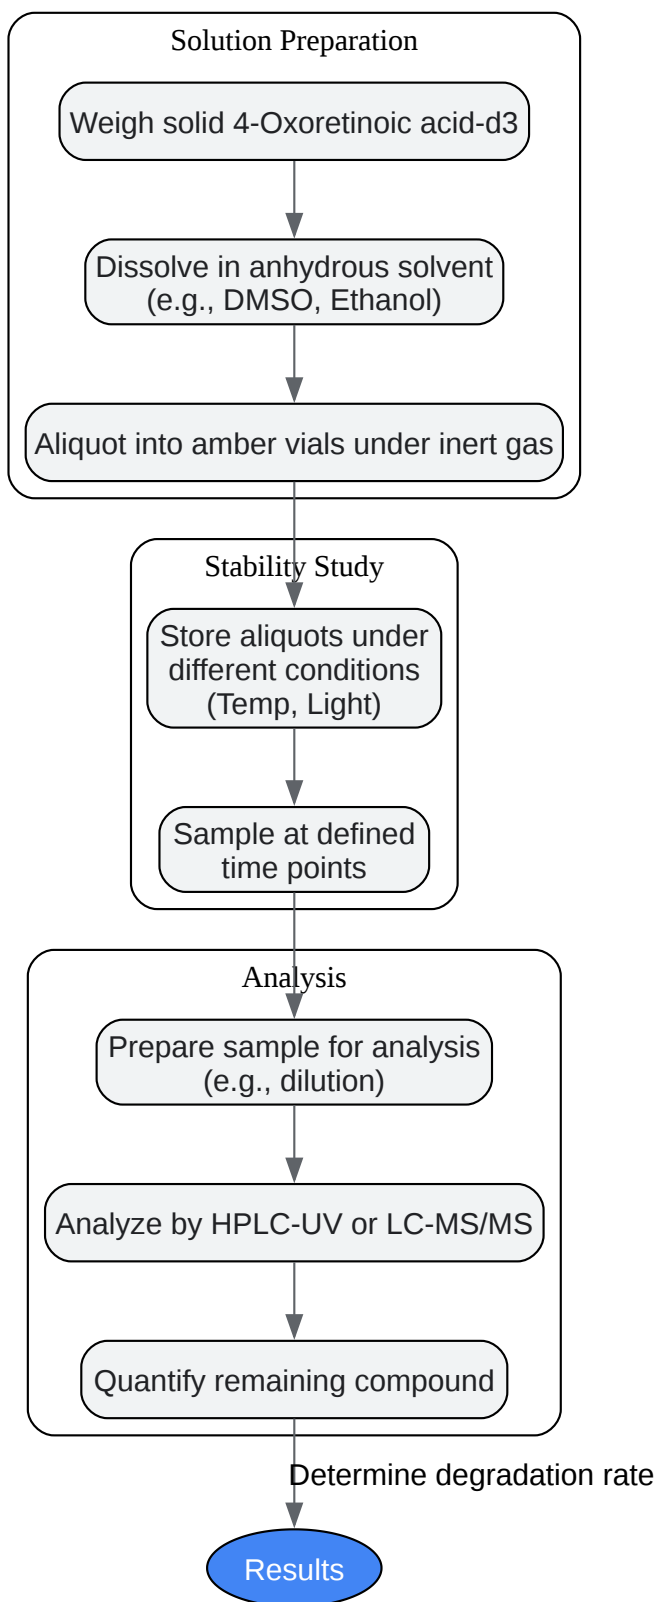 Solution Preparation
Weigh solid 4-Oxoretinoic acid-d3
Dissolve in anhydrous solvent
(e.g., DMSO, Ethanol)
Aliquot into amber vials under inert gas
Stability Study
Store aliquots under
different conditions
(Temp, Light)
Sample at defined
time points
Analysis
Prepare sample for analysis
(e.g., dilution)
Analyze by HPLC-UV or LC-MS/MS
Quantify remaining compound
Determine degradation rate
Results